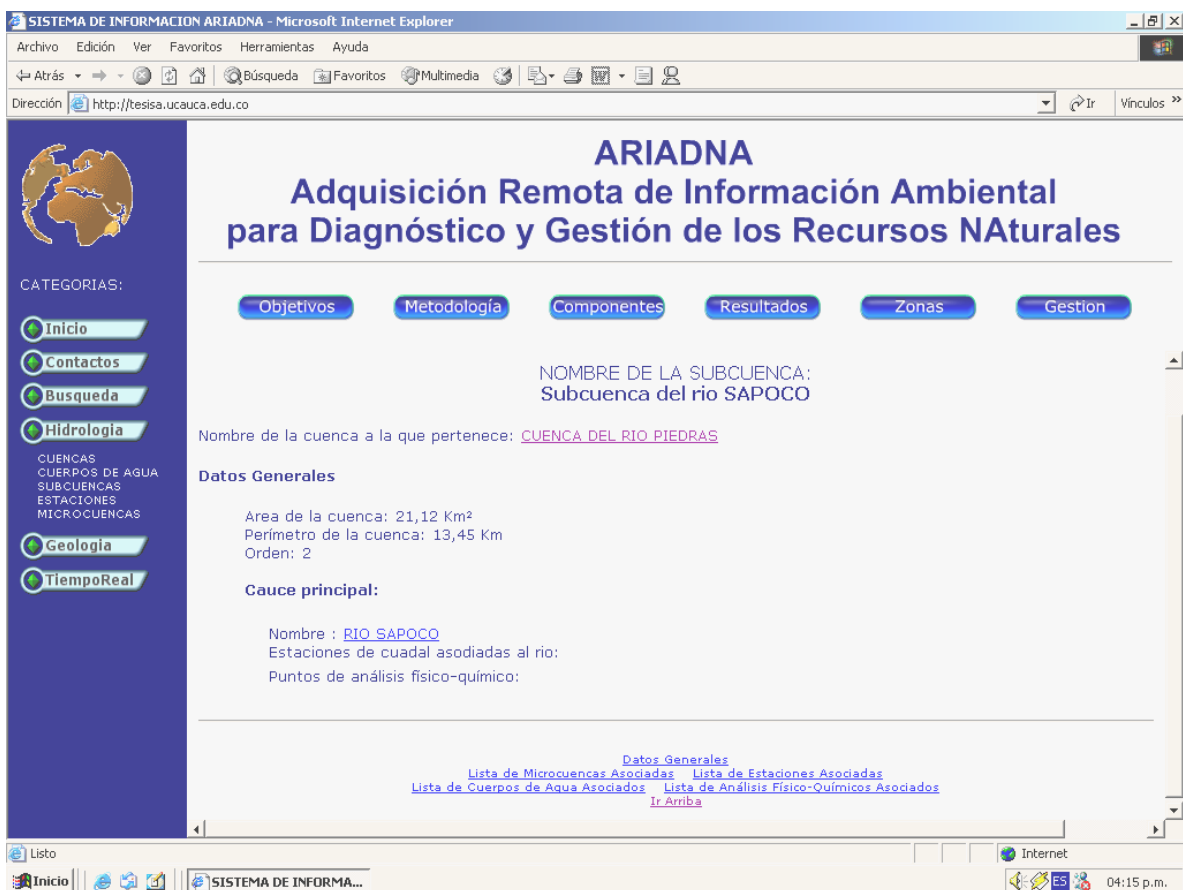 SISTEMA DE INFORMACION ARIADNA - Microsoft Internet Explorer
Archivo Edición Ver Favoritos Herramientas Ayuda
Atrás Búsqueda Favoritos Multimedia
Dirección http://tesisa.ucauca.edu.co Ir Vínculos »
ARIADNA
Adquisición Remota de Información Ambiental
para Diagnóstico y Gestión de los Recursos NAturales
CATEGORIAS:
Inicio
Contactos
Busqueda
Hidrologia
CUENCAS
CUERPOS DE AGUA
SUBCUENCAS
ESTACIONES
MICROCUENCAS
Geologia
TiempoReal
Objetivos Metodología Componentes Resultados Zonas Gestion
NOMBRE DE LA SUBCUENCA:
Subcuenca del rio SAPOCO
Nombre de la cuenca a la que pertenece: CUENCA DEL RIO PIEDRAS
Datos Generales
Area de la cuenca: 21,12 Km²
Perímetro de la cuenca: 13,45 Km
Orden: 2
Cauce principal:
Nombre : RIO SAPOCO
Estaciones de cuadal asodiadas al rio:
Puntos de análisis físico-químico:
Datos Generales
Lista de Microcuencas Asociadas Lista de Estaciones Asociadas
Lista de Cuerpos de Agua Asociados Lista de Análisis Físico-Químicos Asociados
Ir Arriba
Listo Internet
Inicio SISTEMA DE INFORMA... ES 04:15 p.m.